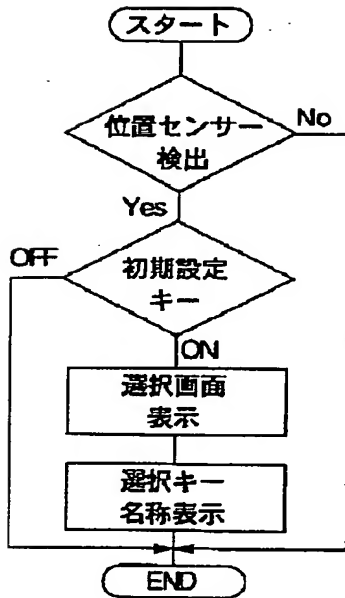 スタート
位置センサー
検出
No
Yes
OFF
初期設定
キー
ON
選択画面
表示
選択キー
名称表示
END